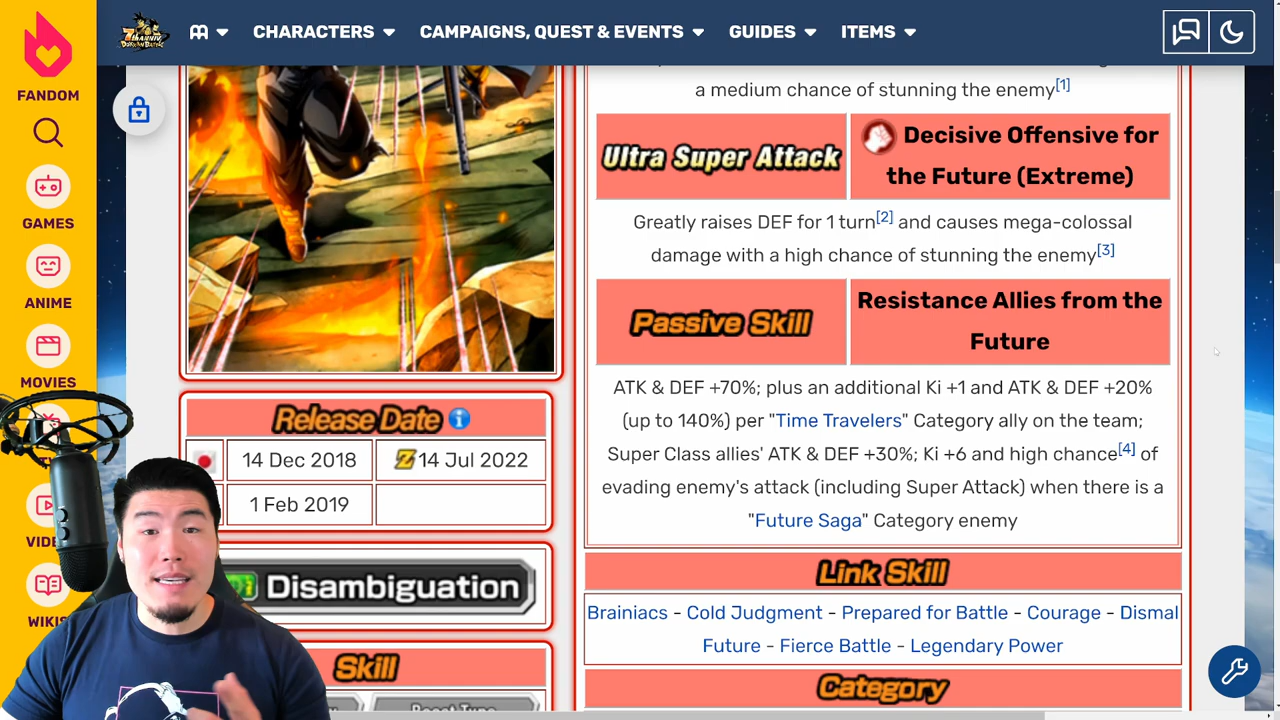 CHARACTERS
CAMPAIGNS, QUEST & EVENTS
GUIDES
ITEMS
FANDOM
GAMES
ANIME
MOVIES
WIKIS
a medium chance of stunning the enemy[1]
Ultra Super Attack
Decisive Offensive for
the Future (Extreme)
Greatly raises DEF for 1 turn[2] and causes mega-colossal
damage with a high chance of stunning the enemy[3]
Passive Skill
Resistance Allies from the
Future
ATK & DEF +70%; plus an additional Ki +1 and ATK & DEF +20%
(up to 140%) per "Time Travelers" Category ally on the team;
Super Class allies' ATK & DEF +30%; Ki +6 and high chance[4] of
evading enemy's attack (including Super Attack) when there is a
"Future Saga" Category enemy
Release Date
14 Dec 2018
Z 14 Jul 2022
1 Feb 2019
Disambiguation
Skill
Link Skill
Brainiacs - Cold Judgment - Prepared for Battle - Courage - Dismal
Future - Fierce Battle - Legendary Power
Category